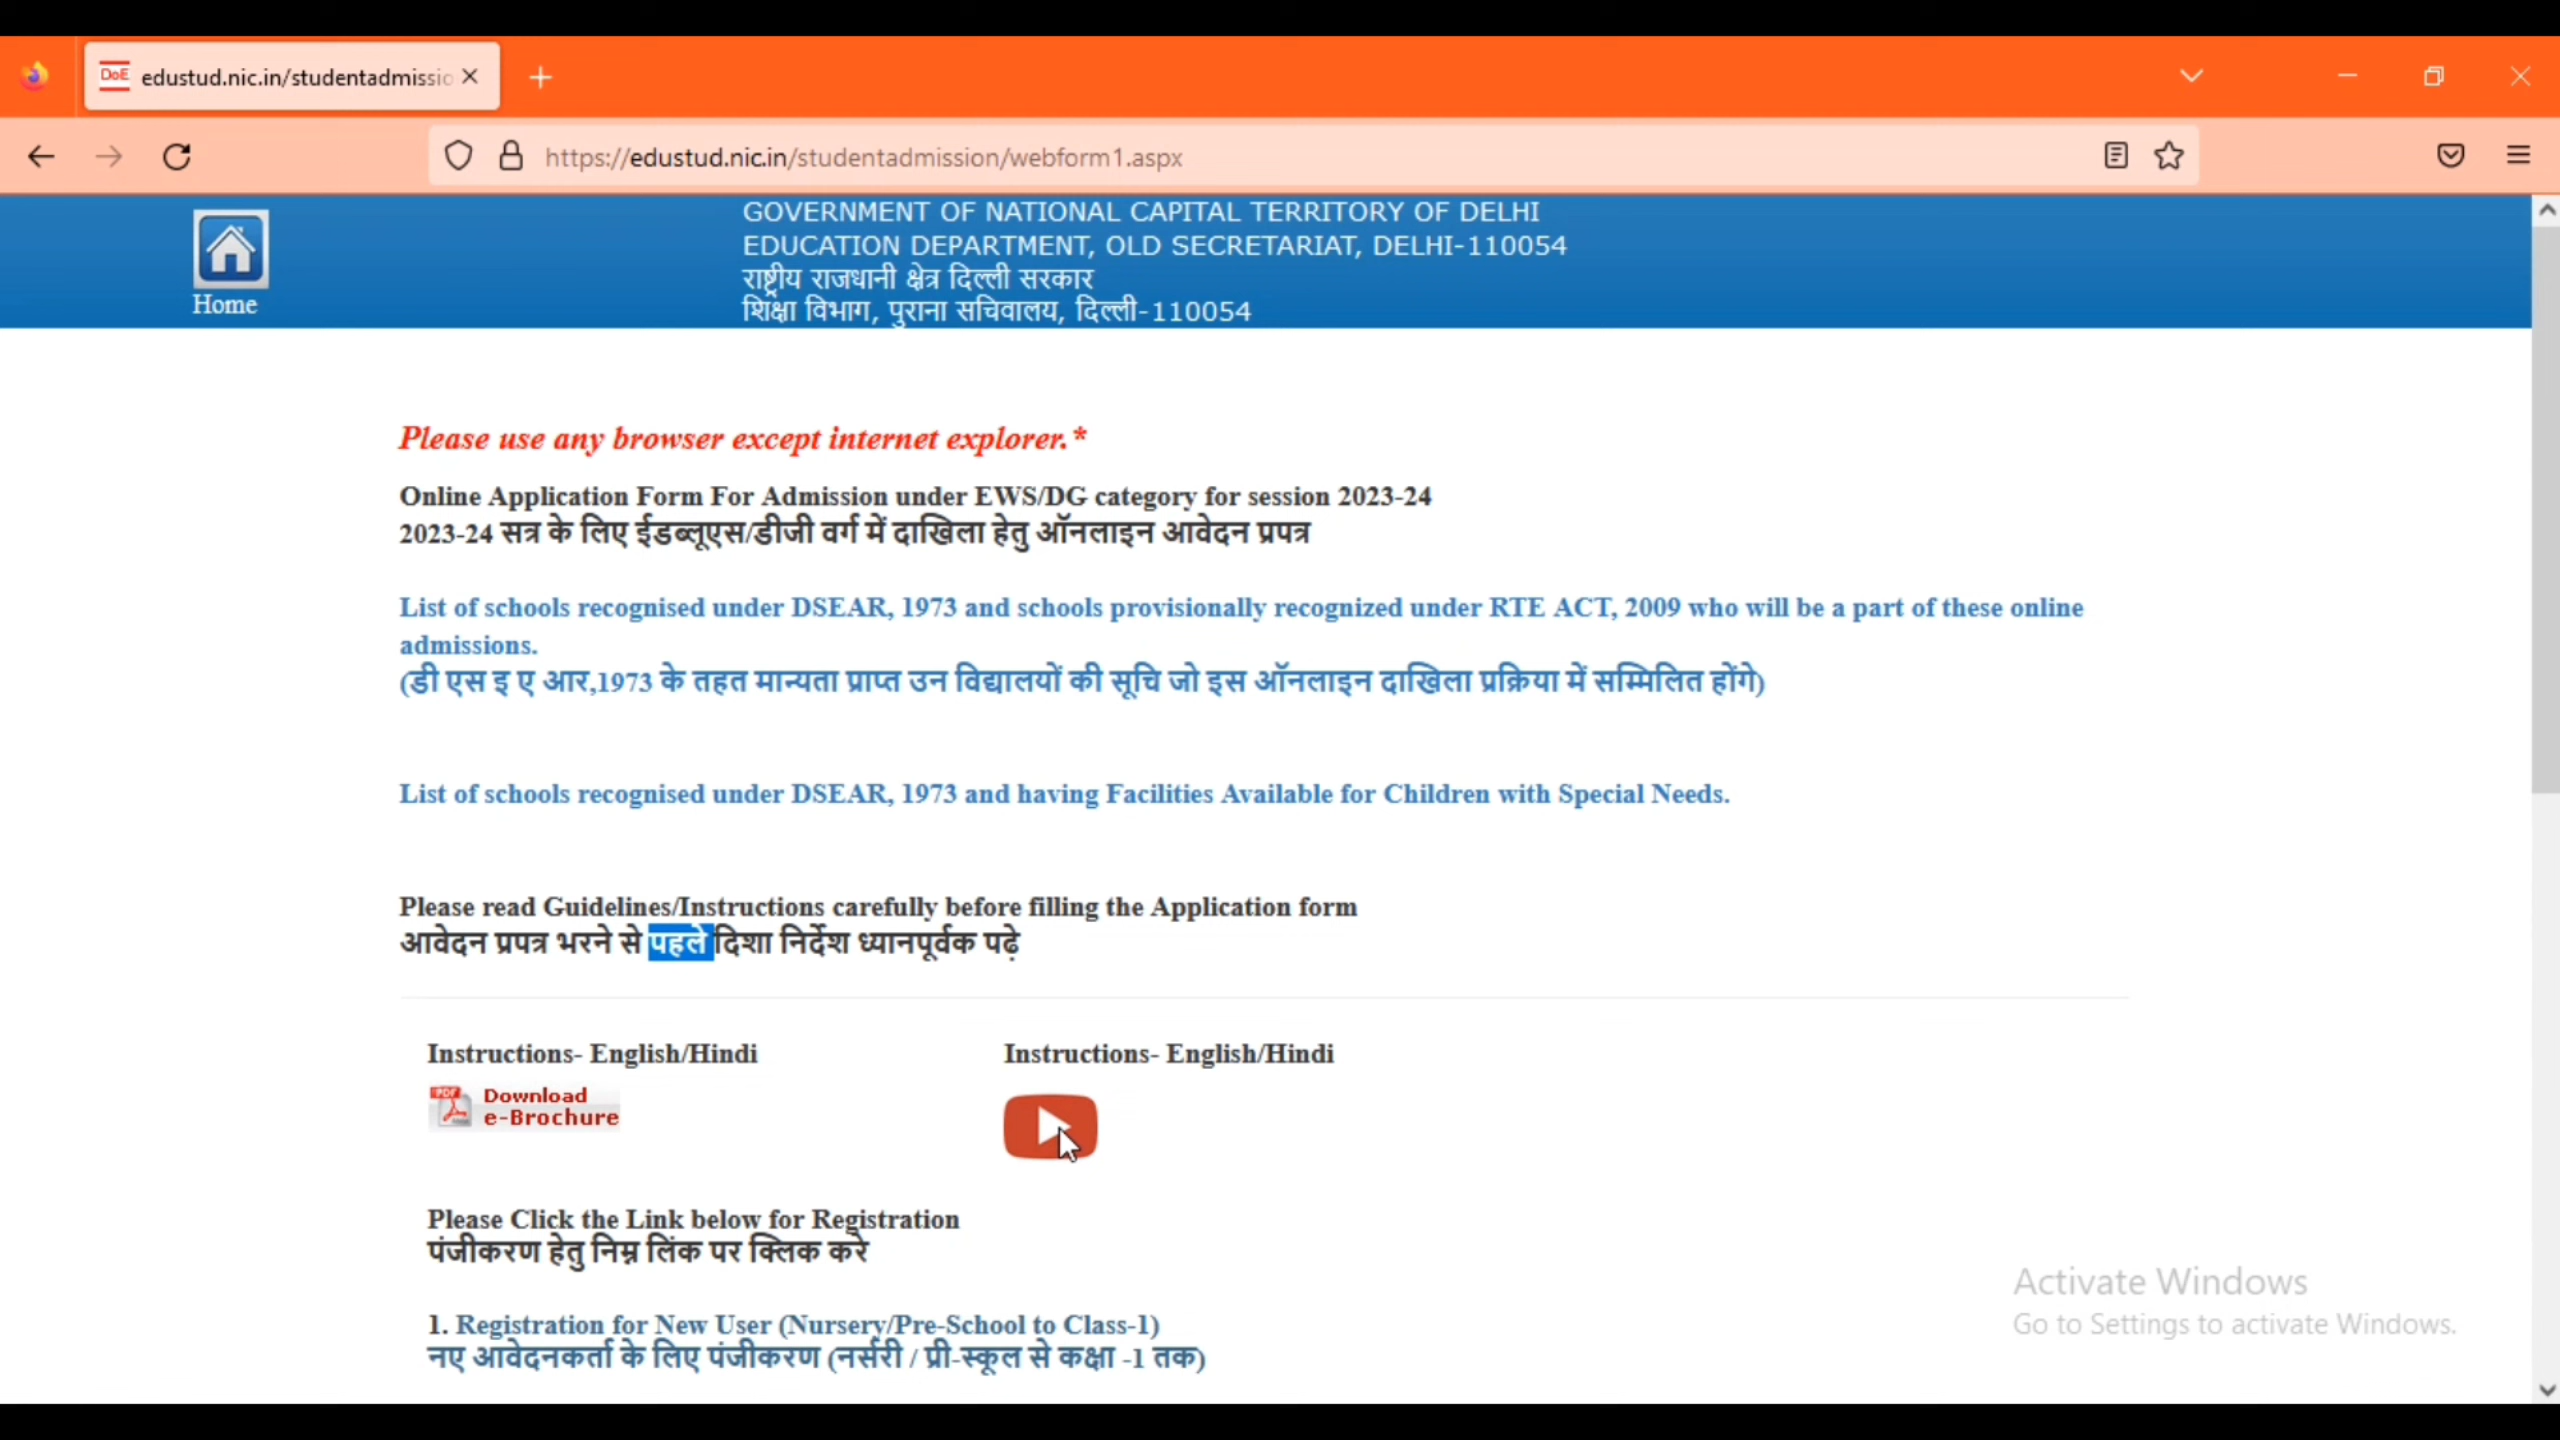 DoE edustud.nic.in/studentadmissio
https://edustud.nic.in/studentadmission/webform1.aspx
Home
GOVERNMENT OF NATIONAL CAPITAL TERRITORY OF DELHI
EDUCATION DEPARTMENT, OLD SECRETARIAT, DELHI-110054
राष्ट्रीय राजधानी क्षेत्र दिल्ली सरकार
शिक्षा विभाग, पुराना सचिवालय, दिल्ली-110054
Please use any browser except internet explorer.*
Online Application Form For Admission under EWS/DG category for session 2023-24
2023-24 सत्र के लिए ईडब्लूएस/डीजी वर्ग में दाखिला हेतु ऑनलाइन आवेदन प्रपत्र
List of schools recognised under DSEAR, 1973 and schools provisionally recognized under RTE ACT, 2009 who will be a part of these online
admissions.
(डी एस इ ए आर,1973 के तहत मान्यता प्राप्त उन विद्यालयों की सूचि जो इस ऑनलाइन दाखिला प्रक्रिया में सम्मिलित होंगे)
List of schools recognised under DSEAR, 1973 and having Facilities Available for Children with Special Needs.
Please read Guidelines/Instructions carefully before filling the Application form
आवेदन प्रपत्र भरने से पहले दिशा निर्देश ध्यानपूर्वक पढ़े
Instructions- English/Hindi
PDF Download
e-Brochure
Instructions- English/Hindi
Please Click the Link below for Registration
पंजीकरण हेतु निम्न लिंक पर क्लिक करे
1. Registration for New User (Nursery/Pre-School to Class-1)
नए आवेदनकर्ता के लिए पंजीकरण (नर्सरी / प्री-स्कूल से कक्षा -1 तक)
Activate Windows
Go to Settings to activate Windows.